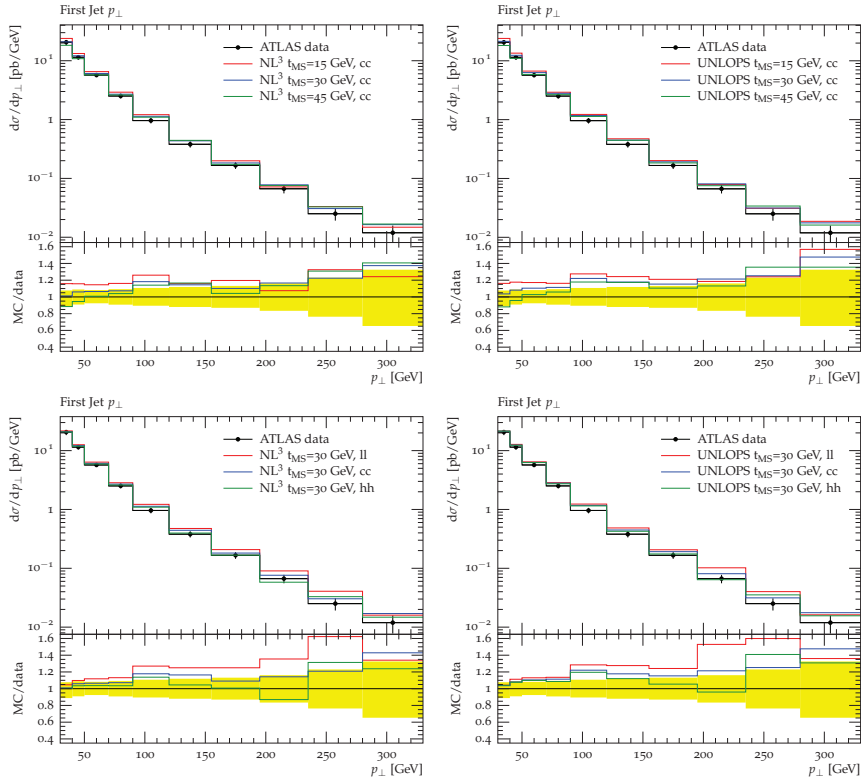 First Jet p⊥
ATLAS data
NL³ tMS=15 GeV, cc
NL³ tMS=30 GeV, cc
NL³ tMS=45 GeV, cc
dσ/dp⊥ [pb/GeV]
10¹
1
10⁻¹
10⁻²
MC/data
1.6
1.4
1.2
1
0.8
0.6
0.4
50 100 150 200 250 300
p⊥ [GeV]
First Jet p⊥
ATLAS data
UNLOPS tMS=15 GeV, cc
UNLOPS tMS=30 GeV, cc
UNLOPS tMS=45 GeV, cc
dσ/dp⊥ [pb/GeV]
10¹
1
10⁻¹
10⁻²
MC/data
1.6
1.4
1.2
1
0.8
0.6
0.4
50 100 150 200 250 300
p⊥ [GeV]
First Jet p⊥
ATLAS data
NL³ tMS=30 GeV, ll
NL³ tMS=30 GeV, cc
NL³ tMS=30 GeV, hh
dσ/dp⊥ [pb/GeV]
10¹
1
10⁻¹
10⁻²
MC/data
1.6
1.4
1.2
1
0.8
0.6
0.4
50 100 150 200 250 300
p⊥ [GeV]
First Jet p⊥
ATLAS data
UNLOPS tMS=30 GeV, ll
UNLOPS tMS=30 GeV, cc
UNLOPS tMS=30 GeV, hh
dσ/dp⊥ [pb/GeV]
10¹
1
10⁻¹
10⁻²
MC/data
1.6
1.4
1.2
1
0.8
0.6
0.4
50 100 150 200 250 300
p⊥ [GeV]